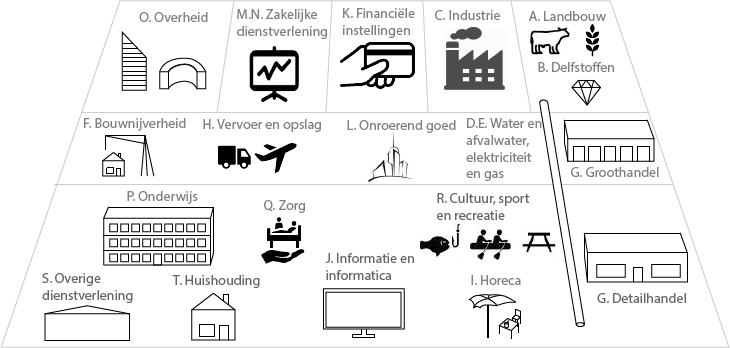 O. Overheid
M.N. Zakelijke
dienstverlening
K. Financiële
instellingen
C. Industrie
A. Landbouw
B. Delfstoffen
F. Bouwnijverheid
H. Vervoer en opslag
L. Onroerend goed
D.E. Water en
afvalwater,
elektriciteit
en gas
G. Groothandel
P. Onderwijs
Q. Zorg
R. Cultuur, sport
en recreatie
S. Overige
dienstverlening
T. Huishouding
J. Informatie en
informatica
I. Horeca
G. Detailhandel